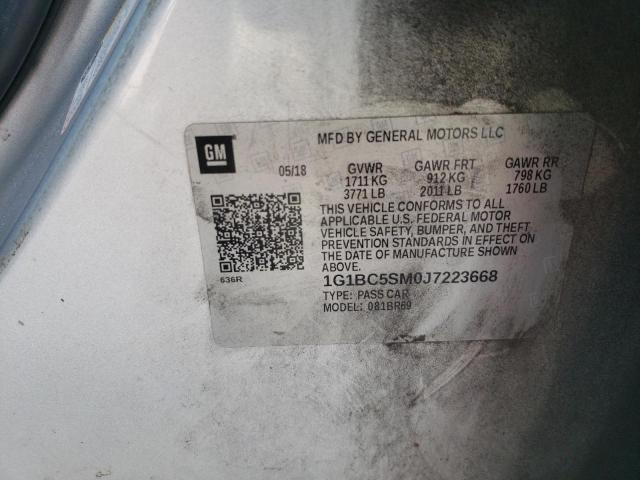 GM
MFD BY GENERAL MOTORS LLC
05/18 GVWR GAWR FRT GAWR RR
1711 KG 912 KG 798 KG
3771 LB 2011 LB 1760 LB
THIS VEHICLE CONFORMS TO ALL
APPLICABLE U.S. FEDERAL MOTOR
VEHICLE SAFETY, BUMPER, AND THEFT
PREVENTION STANDARDS IN EFFECT ON
THE DATE OF MANUFACTURE SHOWN
ABOVE.
636R
1G1BC5SM0J7223668
TYPE: PASS CAR
MODEL: 081BR69